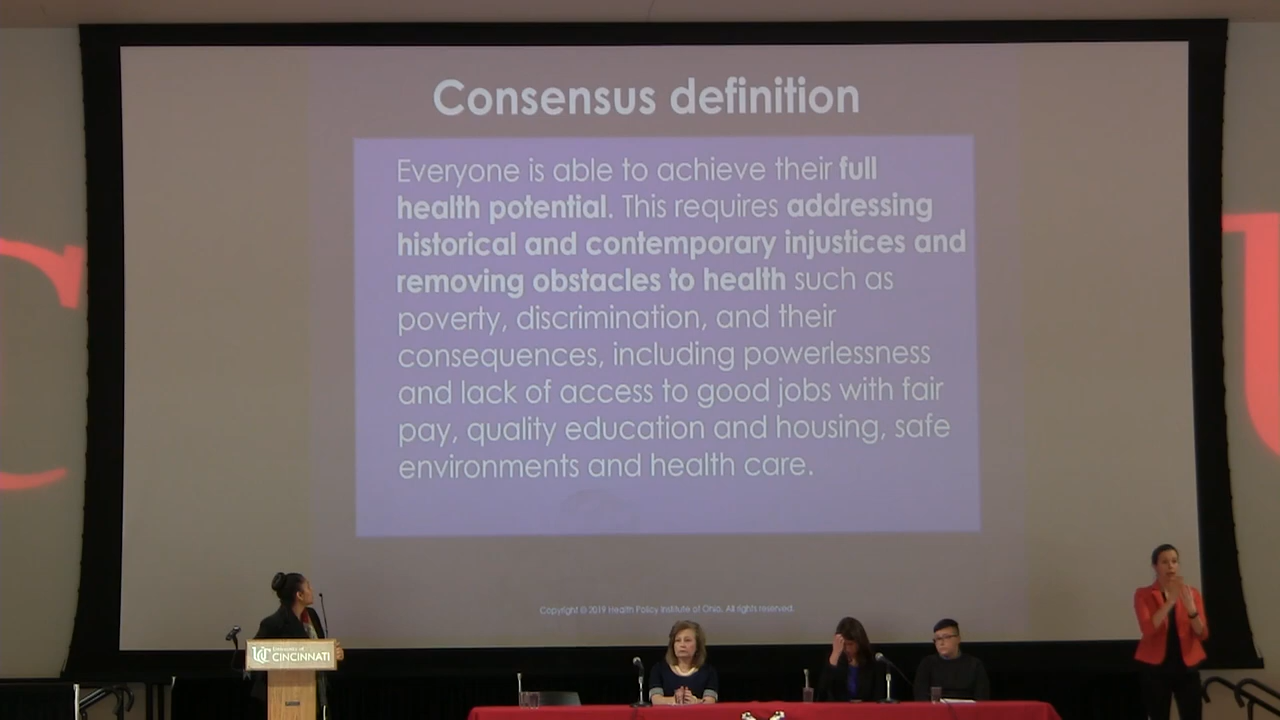 Consensus definition
Everyone is able to achieve their full
health potential. This requires addressing
historical and contemporary injustices and
removing obstacles to health such as
poverty, discrimination, and their
consequences, including powerlessness
and lack of access to good jobs with fair
pay, quality education and housing, safe
environments and health care.
Copyright © 2019 Health Policy Institute of Ohio. All rights reserved.
C
U
UC University of
CINCINNATI